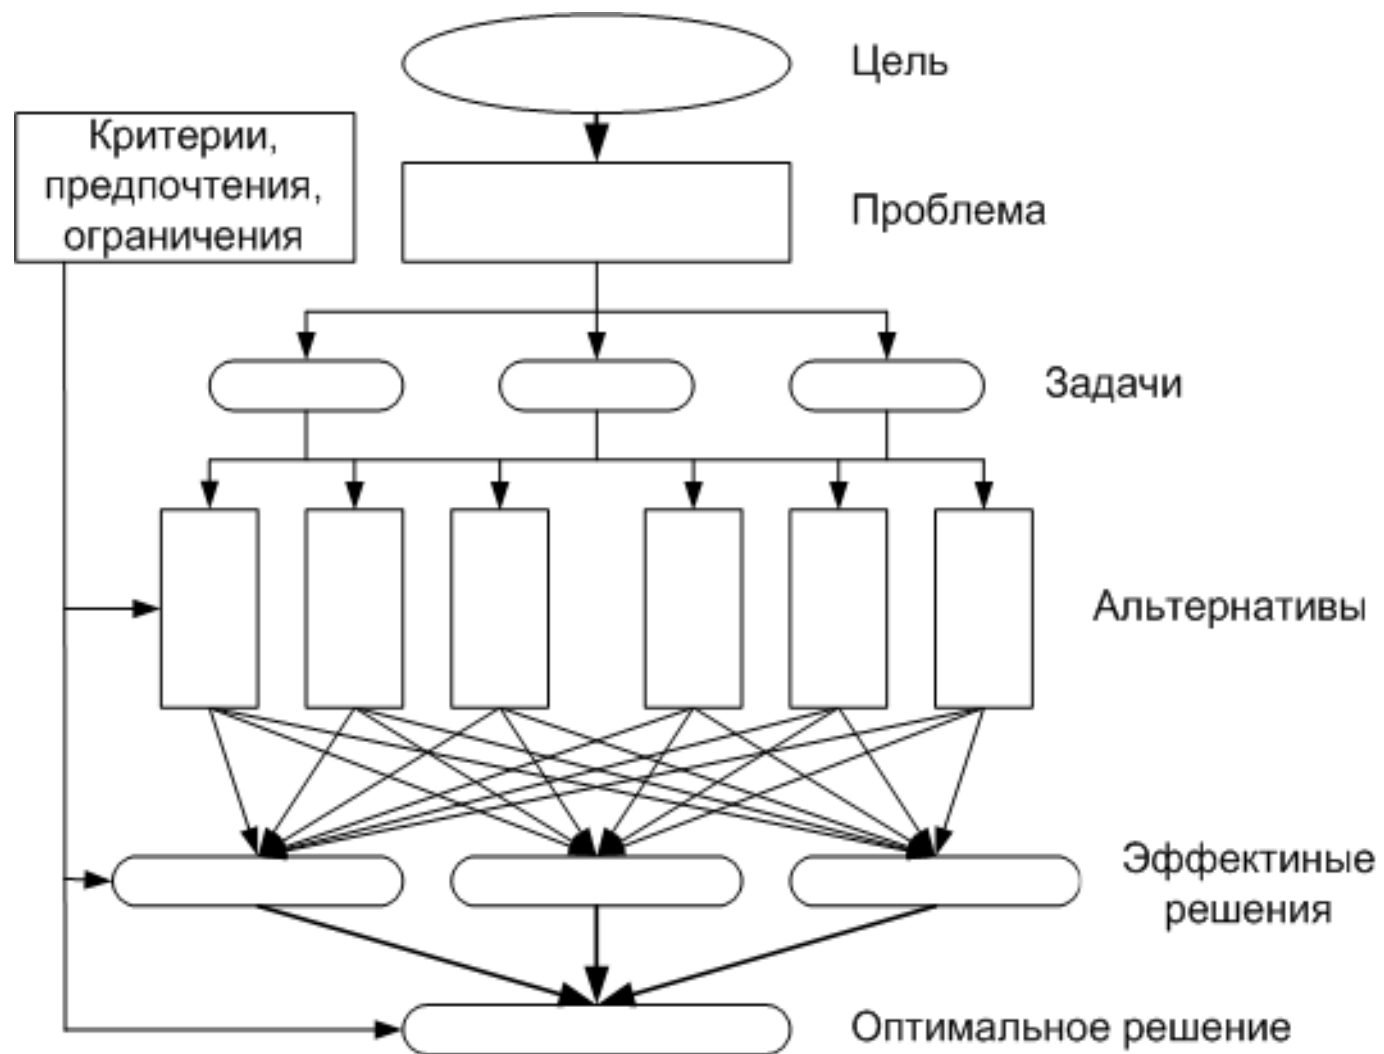 Цель
Критерии,
предпочтения,
ограничения
Проблема
Задачи
Альтернативы
Эффектиные
решения
Оптимальное решение